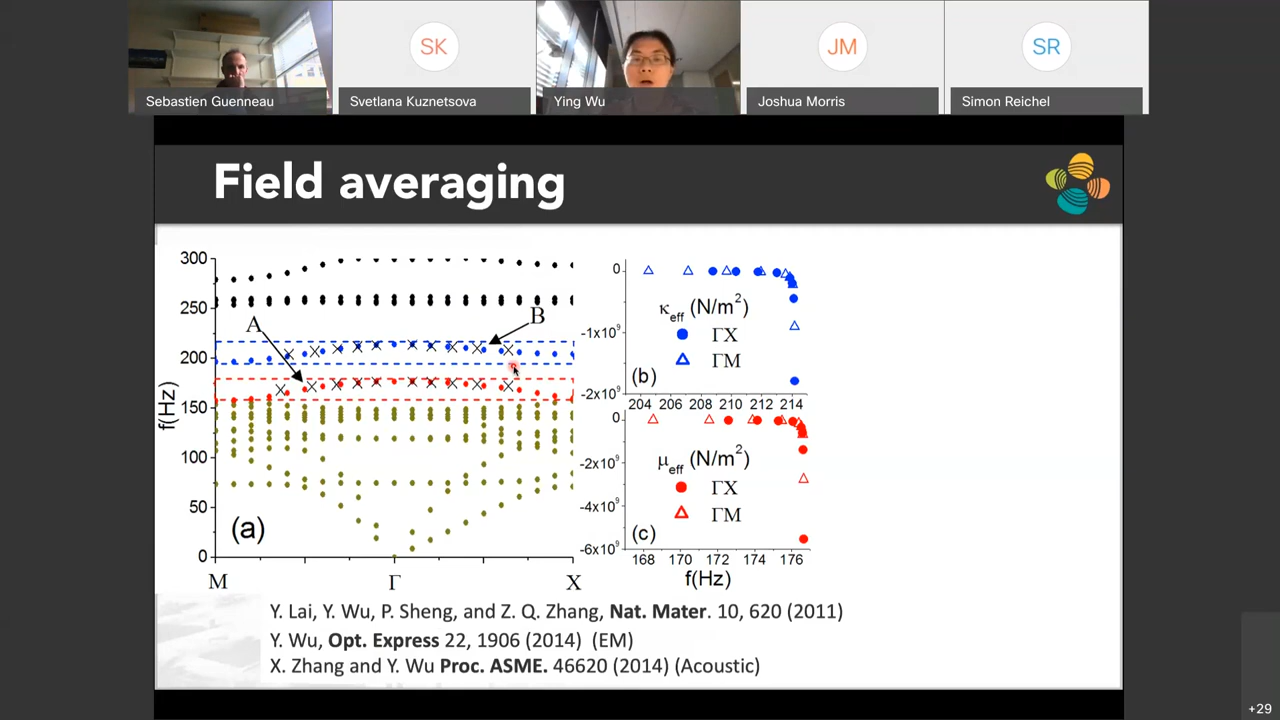 SK
JM
SR
Sebastien Guenneau
Svetlana Kuznetsova
Ying Wu
Joshua Morris
Simon Reichel
Field averaging
300
250
200
150
100
50
0
f(Hz)
A
B
(a)
M
Γ
X
0
-1x10⁹
-2x10⁹
κeff (N/m²)
ΓX
ΓM
(b)
204 206 208 210 212 214
0
-2x10⁹
-4x10⁹
-6x10⁹
μeff (N/m²)
ΓX
ΓM
(c)
168 170 172 174 176
f(Hz)
Y. Lai, Y. Wu, P. Sheng, and Z. Q. Zhang, Nat. Mater. 10, 620 (2011)
Y. Wu, Opt. Express 22, 1906 (2014) (EM)
X. Zhang and Y. Wu Proc. ASME. 46620 (2014) (Acoustic)
+29